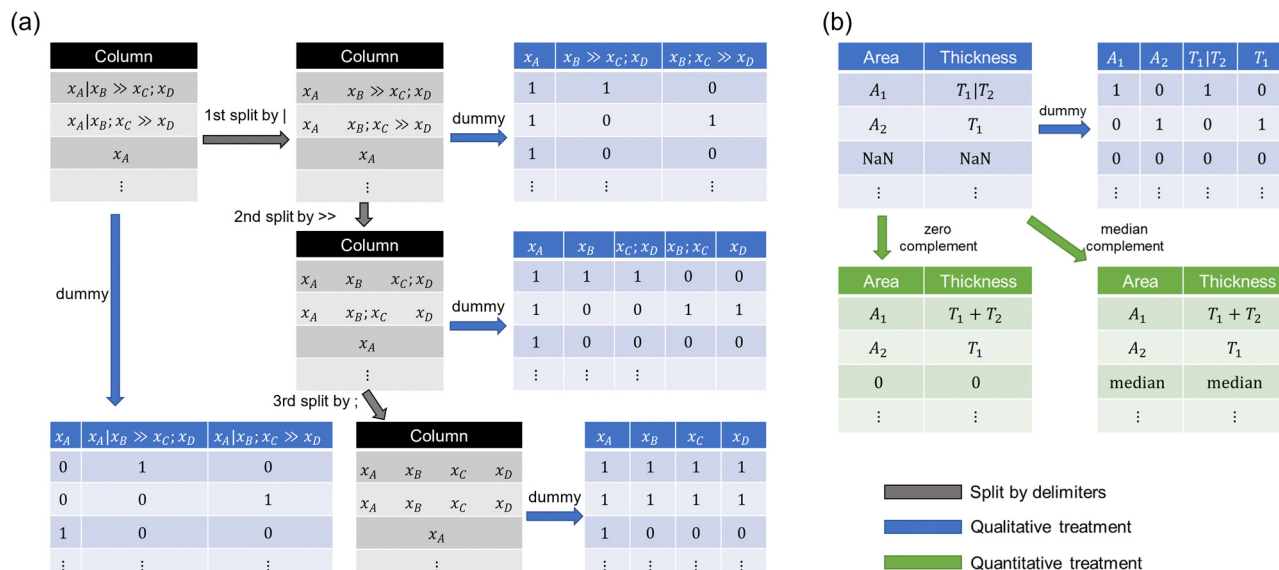 (a)
Column
x_A|x_B ≫ x_C; x_D
x_A|x_B; x_C ≫ x_D
x_A
⋮
1st split by |
Column
x_A x_B ≫ x_C; x_D
x_A x_B; x_C ≫ x_D
x_A
⋮
dummy
x_A x_B ≫ x_C; x_D x_B; x_C ≫ x_D
1 1 0
1 0 1
1 0 0
⋮ ⋮ ⋮
2nd split by >>
Column
x_A x_B x_C; x_D
x_A x_B; x_C x_D
x_A
⋮
dummy
x_A x_B x_C; x_D x_B; x_C x_D
1 1 1 0 0
1 0 0 1 1
1 0 0 0 0
⋮ ⋮ ⋮
dummy
3rd split by ;
x_A x_A|x_B ≫ x_C; x_D x_A|x_B; x_C ≫ x_D
0 1 0
0 0 1
1 0 0
⋮ ⋮ ⋮
Column
x_A x_B x_C x_D
x_A x_B x_C x_D
x_A
⋮
dummy
x_A x_B x_C x_D
1 1 1 1
1 1 1 1
1 0 0 0
⋮ ⋮ ⋮ ⋮
(b)
Area Thickness
A_1 T_1|T_2
A_2 T_1
NaN NaN
⋮ ⋮
dummy
A_1 A_2 T_1|T_2 T_1
1 0 1 0
0 1 0 1
0 0 0 0
⋮ ⋮ ⋮ ⋮
zero
complement
median
complement
Area Thickness
A_1 T_1 + T_2
A_2 T_1
0 0
⋮ ⋮
Area Thickness
A_1 T_1 + T_2
A_2 T_1
median median
⋮ ⋮
Split by delimiters
Qualitative treatment
Quantitative treatment